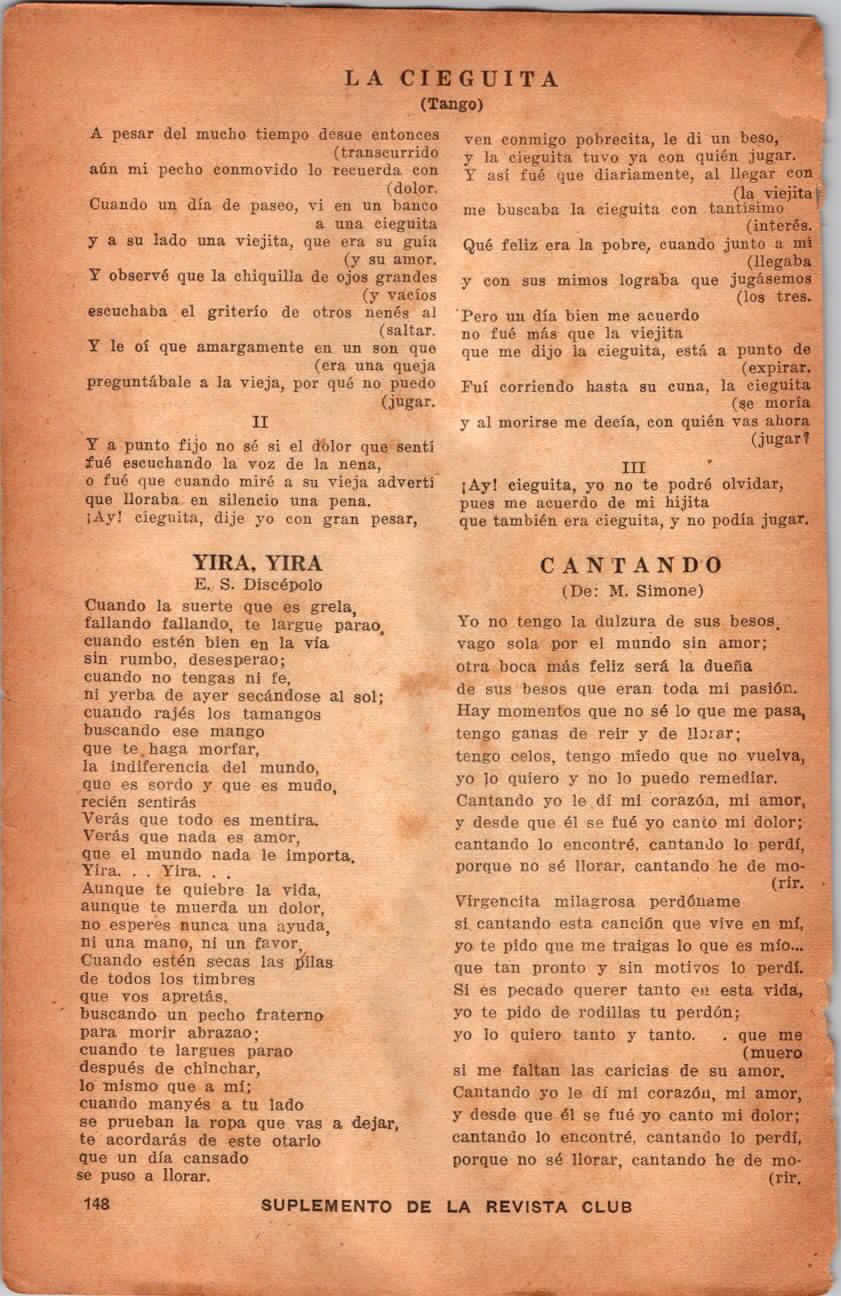 LA CIEGUITA
(Tango)
A pesar del mucho tiempo desde entonces
(transcurrido
aún mi pecho conmovido lo recuerda con
(dolor.
Cuando un día de paseo, vi en un banco
a una cieguita
y a su lado una viejita, que era su guía
(y su amor.
Y observé que la chiquilla de ojos grandes
(y vacíos
escuchaba el griterío de otros nenés al
(saltar.
Y le oí que amargamente en un son que
(era una queja
preguntábale a la vieja, por qué no puedo
(jugar.
II
Y a punto fijo no sé si el dolor que sentí
fué escuchando la voz de la nena,
o fué que cuando miré a su vieja advertí
que lloraba en silencio una pena.
¡Ay! cieguita, dije yo con gran pesar,
ven conmigo pobrecita, le di un beso,
y la cieguita tuvo ya con quién jugar.
Y así fué que diariamente, al llegar con
(la viejita
me buscaba la cieguita con tantísimo
(interés.
Qué feliz era la pobre, cuando junto a mi
(llegaba
y con sus mimos lograba que jugásemos
(los tres.
Pero un día bien me acuerdo
no fué más que la viejita
que me dijo la cieguita, está a punto de
(expirar.
Fuí corriendo hasta su cuna, la cieguita
(se moría
y al morirse me decía, con quién vas ahora
(jugar?
III
¡Ay! cieguita, yo no te podré olvidar,
pues me acuerdo de mi hijita
que también era cieguita, y no podía jugar.
YIRA, YIRA
E. S. Discépolo
Cuando la suerte que es grela,
fallando fallando, te largue parao,
cuando estén bien en la vía
sin rumbo, desesperao;
cuando no tengas ni fe,
ni yerba de ayer secándose al sol;
cuando rajés los tamangos
buscando ese mango
que te haga morfar,
la indiferencia del mundo,
que es sordo y que es mudo,
recién sentirás
Verás que todo es mentira.
Verás que nada es amor,
que el mundo nada le importa.
Yira. . . Yira. . .
Aunque te quiebre la vida,
aunque te muerda un dolor,
no esperes nunca una ayuda,
ni una mano, ni un favor,
Cuando estén secas las pilas
de todos los timbres
que vos apretás,
buscando un pecho fraterno
para morir abrazao;
cuando te largues parao
después de chinchar,
lo mismo que a mí;
cuando manyés a tu lado
se prueban la ropa que vas a dejar,
te acordarás de este otario
que un día cansado
se puso a llorar.
CANTANDO
(De: M. Simone)
Yo no tengo la dulzura de sus besos,
vago sola por el mundo sin amor;
otra boca más feliz será la dueña
de sus besos que eran toda mi pasión.
Hay momentos que no sé lo que me pasa,
tengo ganas de reir y de llorar;
tengo celos, tengo miedo que no vuelva,
yo lo quiero y no lo puedo remediar.
Cantando yo le dí mi corazón, mi amor,
y desde que él se fué yo canto mi dolor;
cantando lo encontré, cantando lo perdí,
porque no sé llorar, cantando he de mo-
(rir.
Virgencita milagrosa perdóname
si cantando esta canción que vive en mí,
yo te pido que me traigas lo que es mío...
que tan pronto y sin motivos lo perdí.
Si es pecado querer tanto en esta vida,
yo te pido de rodillas tu perdón;
yo lo quiero tanto y tanto. . que me
(muero
si me faltan las caricias de su amor.
Cantando yo le dí mi corazón, mi amor,
y desde que él se fué yo canto mi dolor;
cantando lo encontré, cantando lo perdí,
porque no sé llorar, cantando he de mo-
(rir.
148 SUPLEMENTO DE LA REVISTA CLUB